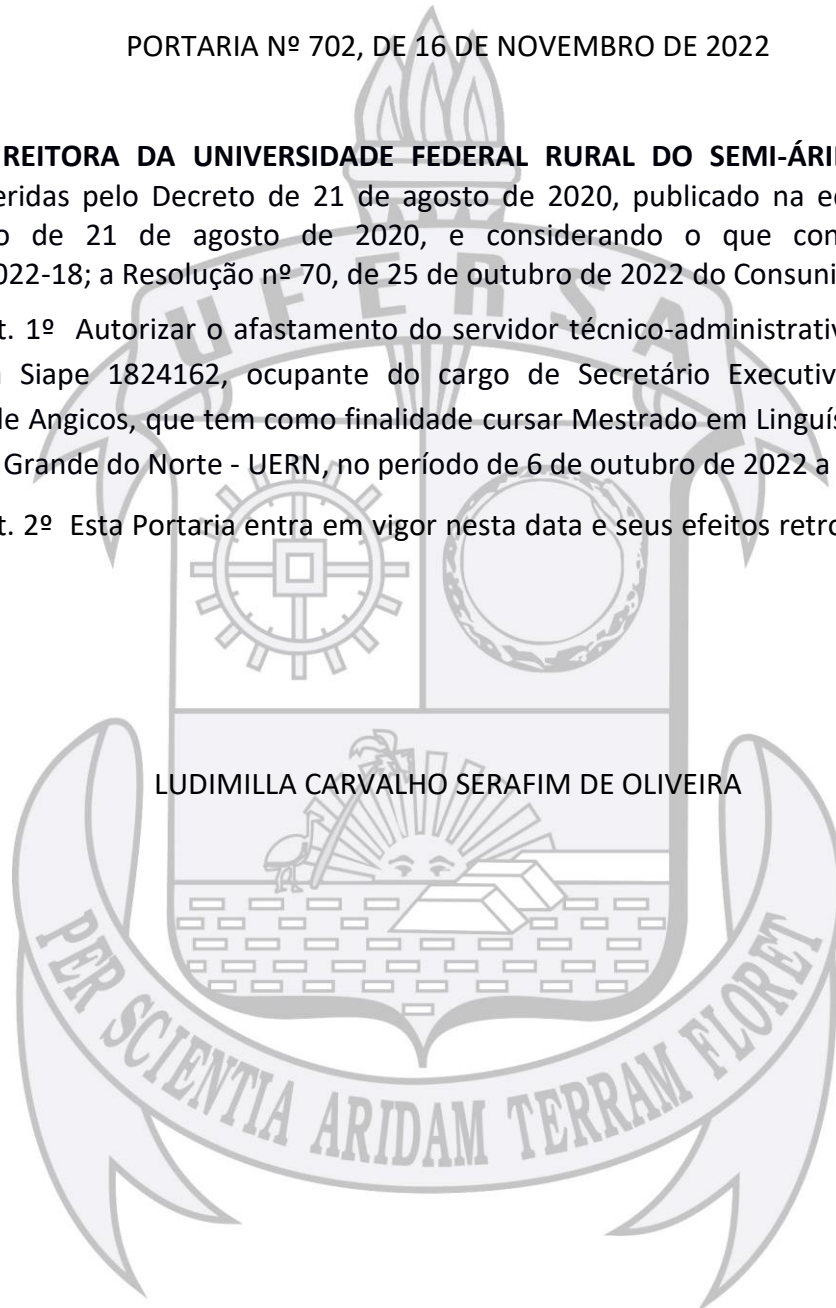 PORTARIA Nº 702, DE 16 DE NOVEMBRO DE 2022
REITORA DA UNIVERSIDADE FEDERAL RURAL DO SEMI-ÁRI
eridas pelo Decreto de 21 de agosto de 2020, publicado na e
o de 21 de agosto de 2020, e considerando o que con
022-18; a Resolução nº 70, de 25 de outubro de 2022 do Consuni
UFERSA
t. 1º Autorizar o afastamento do servidor técnico-administrativ
Siape 1824162, ocupante do cargo de Secretário Executiv
de Angicos, que tem como finalidade cursar Mestrado em Linguís
Grande do Norte - UERN, no período de 6 de outubro de 2022 a
t. 2º Esta Portaria entra em vigor nesta data e seus efeitos retro
LUDIMILLA CARVALHO SERAFIM DE OLIVEIRA
PER SCIENTIA ARIDAM TERRAM FLORET